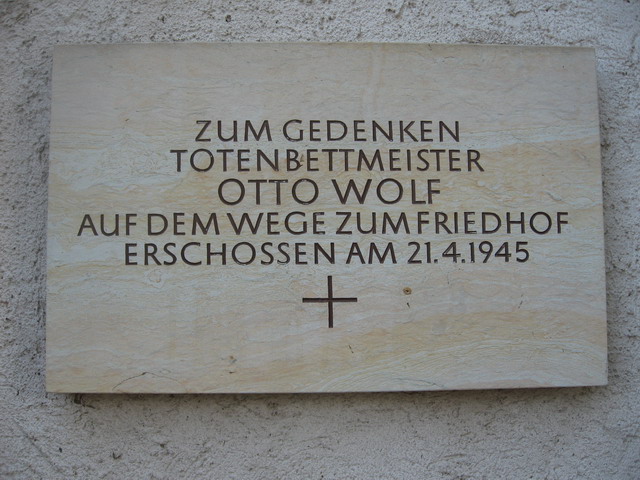 ZUM GEDENKEN
TOTENBETTMEISTER
OTTO WOLF
AUF DEM WEGE ZUM FRIEDHOF
ERSCHOSSEN AM 21.4.1945